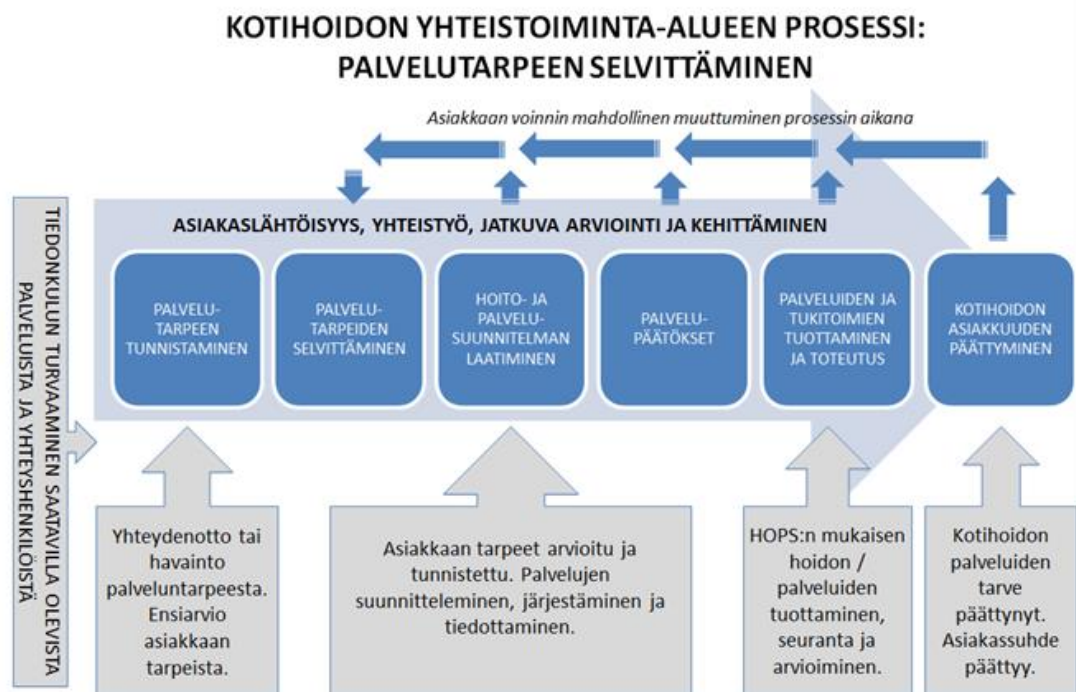 KOTIHOIDON YHTEISTOIMINTA-ALUEEN PROSESSI:
PALVELUTARPEEN SELVITTÄMINEN
Asiakkaan voinnin mahdollinen muuttuminen prosessin aikana
TIEDONKULUN TURVAAMINEN SAATAVILLA OLEVISTA
PALVELUISTA JA YHTEYSHENKILÖISTÄ
ASIAKASLÄHTÖISYYS, YHTEISTYÖ, JATKUVA ARVIOINTI JA KEHITTÄMINEN
PALVELU-
TARPEEN
TUNNISTAMINEN
PALVELU-
TARPEIDEN
SELVITTÄMINEN
HOITO- JA
PALVELU-
SUUNNITELMAN
LAATIMINEN
PALVELU-
PÄÄTÖKSET
PALVELUIDEN JA
TUKITOIMIEN
TUOTTAMINEN
JA TOTEUTUS
KOTIHOIDON
ASIAKKUUDEN
PÄÄTTYMINEN
Yhteydenotto tai
havainto
palveluntarpeesta.
Ensiarvio
asiakkaan
tarpeista.
Asiakkaan tarpeet arvioitu ja
tunnistettu. Palvelujen
suunnitteleminen, järjestäminen ja
tiedottaminen.
HOPS:n mukaisen
hoidon /
palveluiden
tuottaminen,
seuranta ja
arvioiminen.
Kotihoidon
palveluiden
tarve
päättynyt.
Asiakassuhde
päättyy.